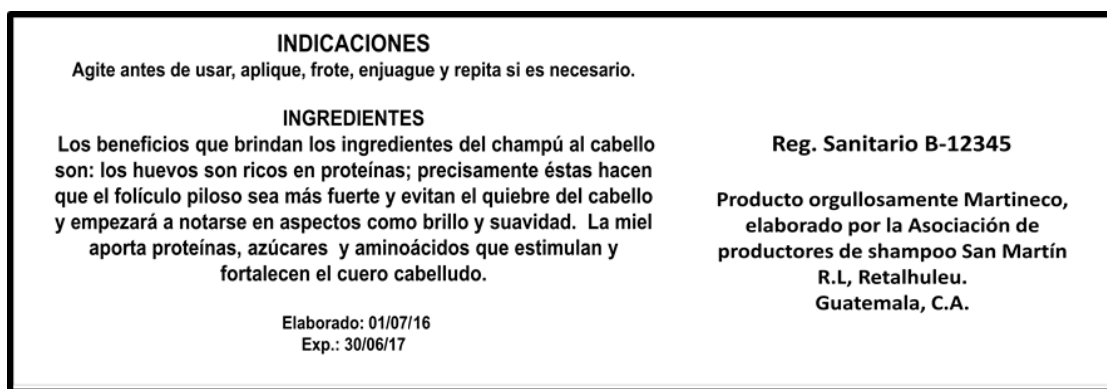 INDICACIONES
Agite antes de usar, aplique, frote, enjuague y repita si es necesario.
INGREDIENTES
Los beneficios que brindan los ingredientes del champú al cabello
son: los huevos son ricos en proteínas; precisamente éstas hacen
que el folículo piloso sea más fuerte y evitan el quiebre del cabello
y empezará a notarse en aspectos como brillo y suavidad. La miel
aporta proteínas, azúcares y aminoácidos que estimulan y
fortalecen el cuero cabelludo.
Elaborado: 01/07/16
Exp.: 30/06/17
Reg. Sanitario B-12345
Producto orgullosamente Martineco,
elaborado por la Asociación de
productores de shampoo San Martín
R.L, Retalhuleu.
Guatemala, C.A.